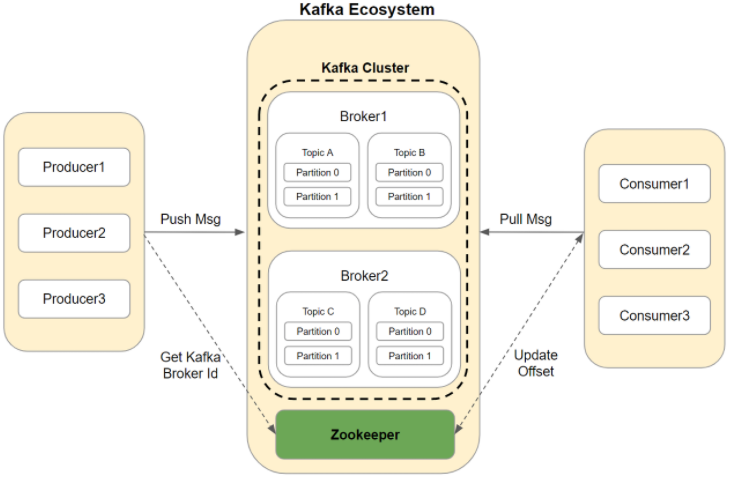 Kafka Ecosystem
Kafka Cluster
Broker1
Topic A
Partition 0
Partition 1
Topic B
Partition 0
Partition 1
Broker2
Topic C
Partition 0
Partition 1
Topic D
Partition 0
Partition 1
Zookeeper
Producer1
Producer2
Producer3
Push Msg
Get Kafka
Broker Id
Pull Msg
Update
Offset
Consumer1
Consumer2
Consumer3